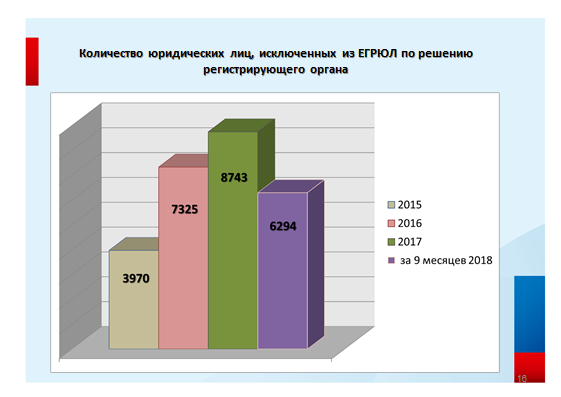 Количество юридических лиц, исключенных из ЕГРЮЛ по решению
регистрирующего органа
8743
7325
6294
3970
2015
2016
2017
за 9 месяцев 2018
16